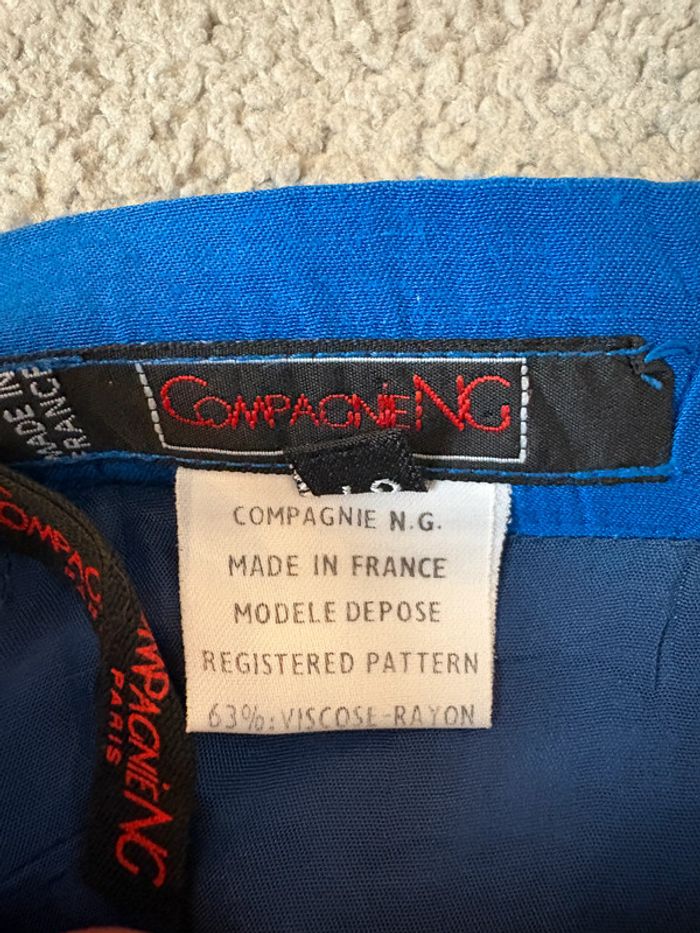 MADE IN
FRANCE
COMPAGNIE NG
COMPAGNIE N.G.
MADE IN FRANCE
MODELE DEPOSE
REGISTERED PATTERN
63%: VISCOSE-RAYON
COMPAG
COMPAGNIE NG
PARIS